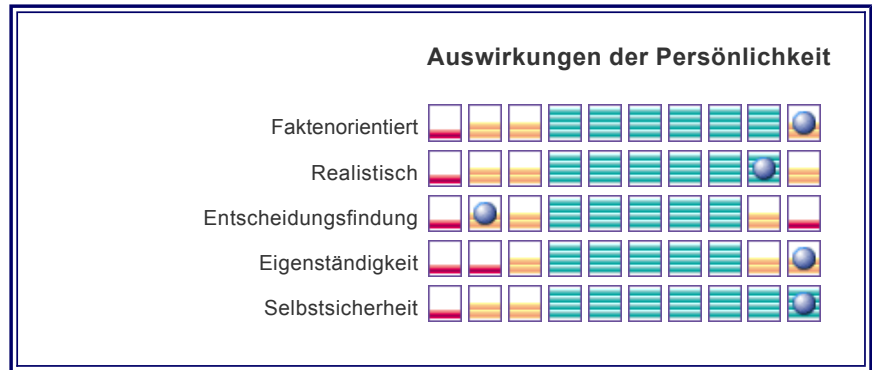 Auswirkungen der Persönlichkeit
Faktenorientiert
Realistisch
Entscheidungsfindung
Eigenständigkeit
Selbstsicherheit